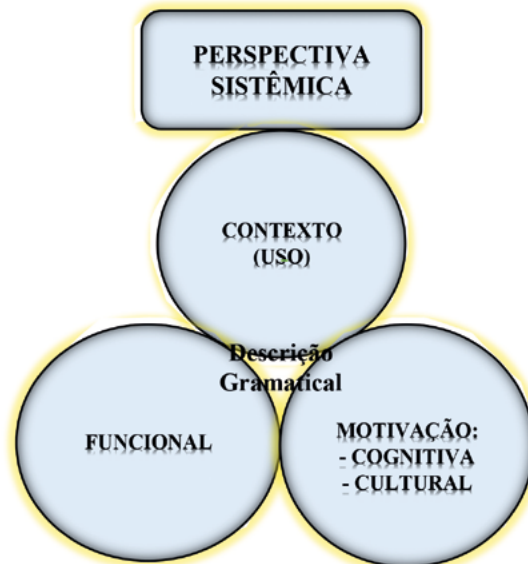 PERSPECTIVA
SISTÊMICA
CONTEXTO
(USO)
Descrição
Gramatical
FUNCIONAL
MOTIVAÇÃO:
- COGNITIVA
- CULTURAL